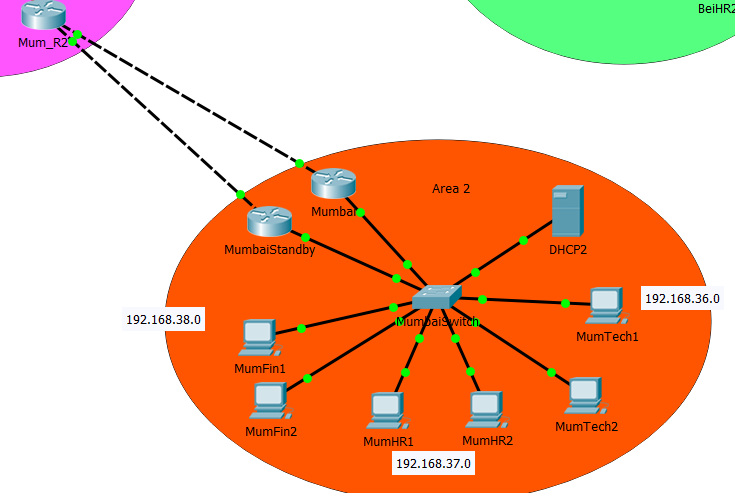 BeiHR2
Mum_R2
Area 2
Mumbai
DHCP2
MumbaiStandby
192.168.36.0
192.168.38.0
MumbaiSwitch
MumTech1
MumFin1
MumFin2
MumHR1
MumHR2
MumTech2
192.168.37.0